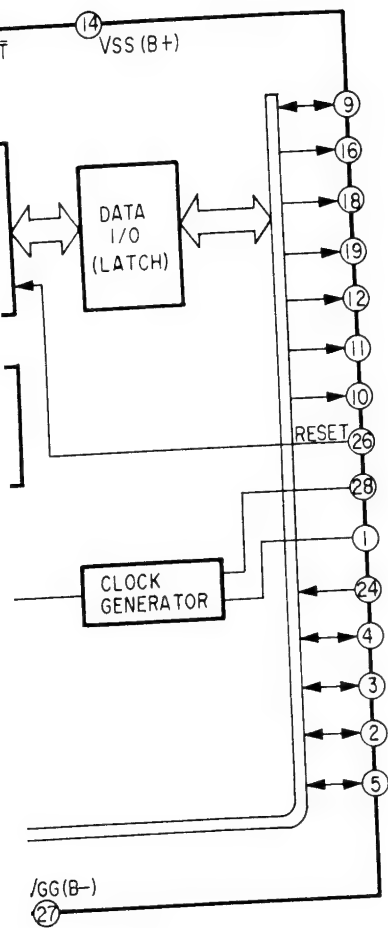 14
VSS (B+)
9
16
DATA
I/O
(LATCH)
18
19
12
11
10
RESET
26
28
1
CLOCK
GENERATOR
24
4
3
2
5
/GG (B-)
27